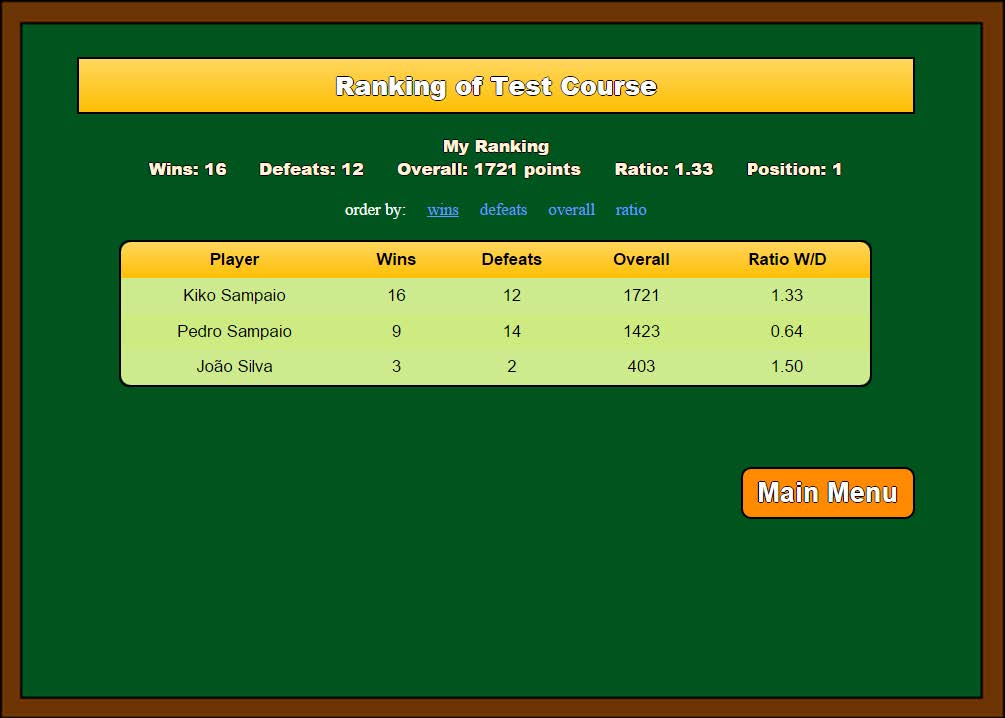 Ranking of Test Course
My Ranking
Wins: 16 Defeats: 12 Overall: 1721 points Ratio: 1.33 Position: 1
order by: wins defeats overall ratio
Player Wins Defeats Overall Ratio W/D
Kiko Sampaio 16 12 1721 1.33
Pedro Sampaio 9 14 1423 0.64
João Silva 3 2 403 1.50
Main Menu